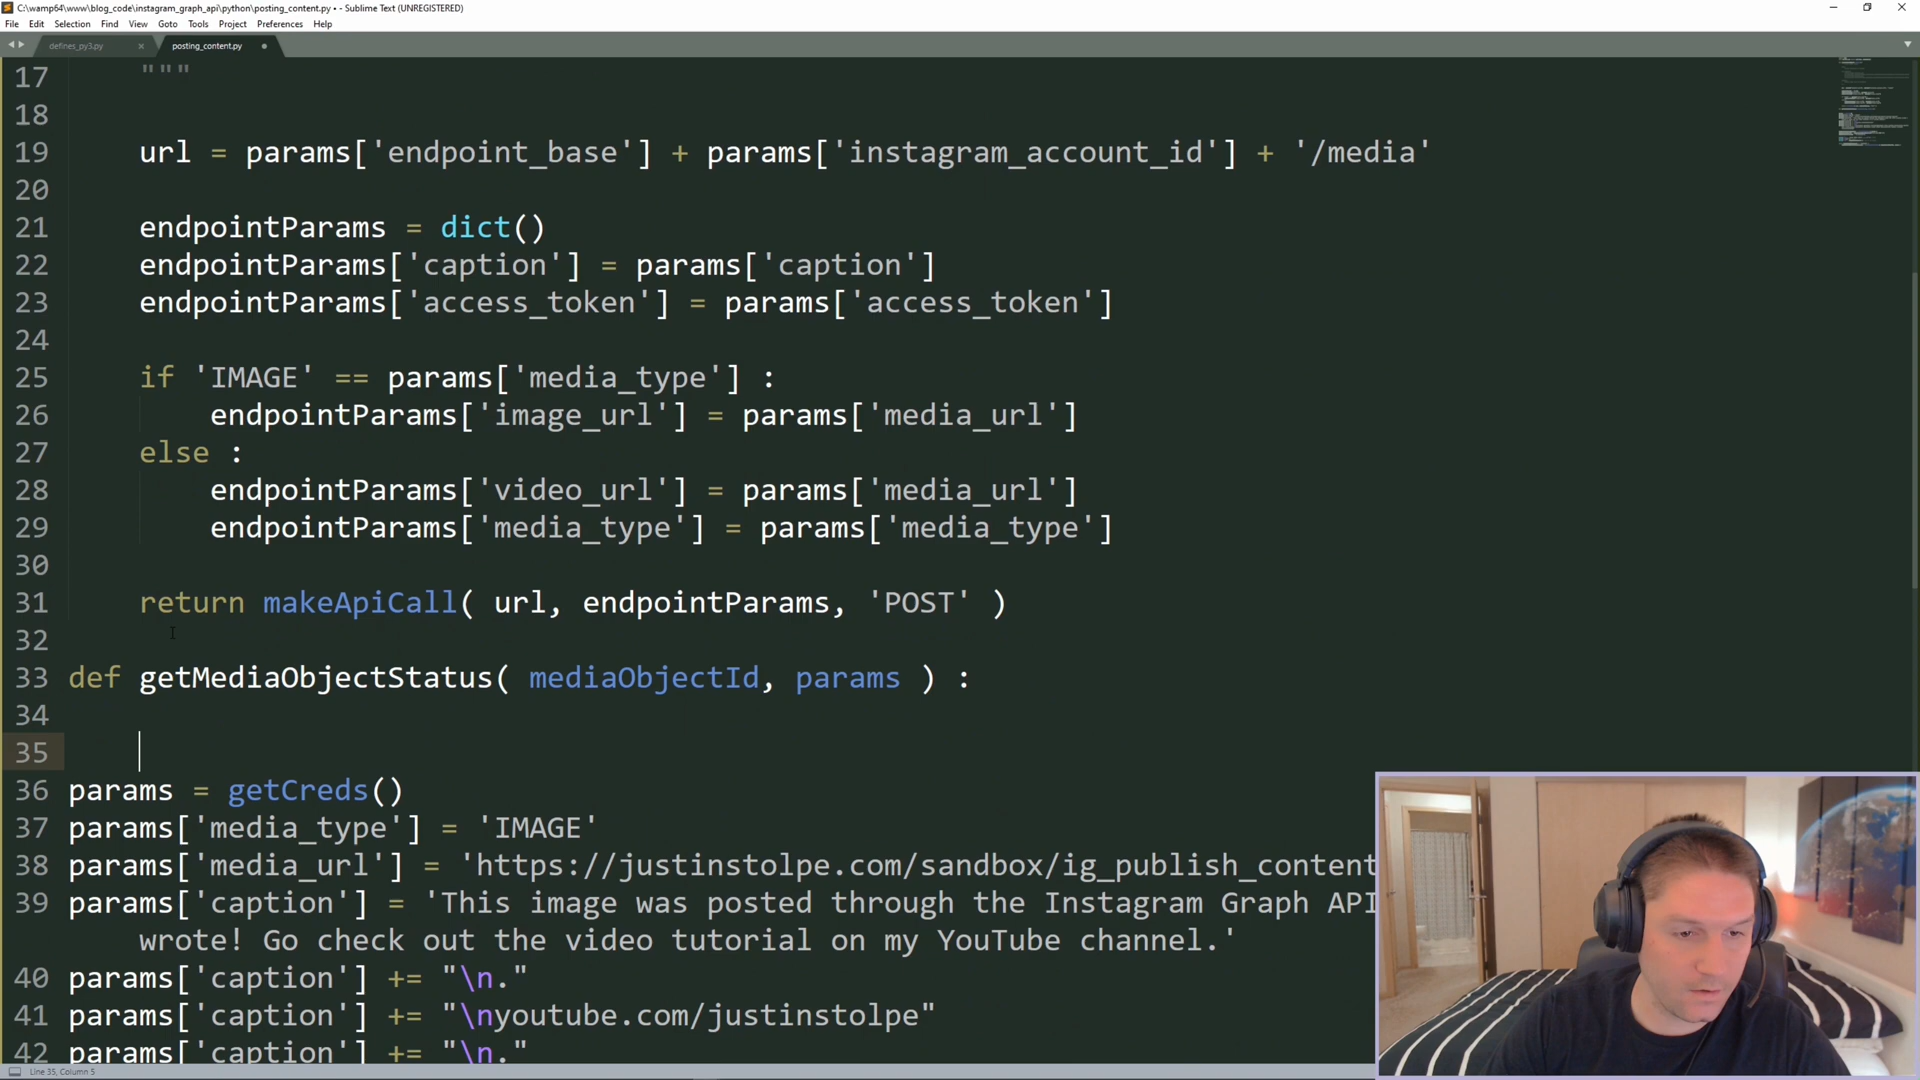 C:\wamp64\www\blog_code\instagram_graph_api\python\posting_content.py • - Sublime Text (UNREGISTERED)
File Edit Selection Find View Goto Tools Project Preferences Help
defines_py3.py × posting_content.py
17 """
18
19 url = params['endpoint_base'] + params['instagram_account_id'] + '/media'
20
21 endpointParams = dict()
22 endpointParams['caption'] = params['caption']
23 endpointParams['access_token'] = params['access_token']
24
25 if 'IMAGE' == params['media_type'] :
26 endpointParams['image_url'] = params['media_url']
27 else :
28 endpointParams['video_url'] = params['media_url']
29 endpointParams['media_type'] = params['media_type']
30
31 return makeApiCall( url, endpointParams, 'POST' )
32
33 def getMediaObjectStatus( mediaObjectId, params ) :
34
35
36 params = getCreds()
37 params['media_type'] = 'IMAGE'
38 params['media_url'] = 'https://justinstolpe.com/sandbox/ig_publish_content
39 params['caption'] = 'This image was posted through the Instagram Graph API
wrote! Go check out the video tutorial on my YouTube channel.'
40 params['caption'] += "\n."
41 params['caption'] += "\nyoutube.com/justinstolpe"
42 params['caption'] += "\n."
Line 35, Column 5